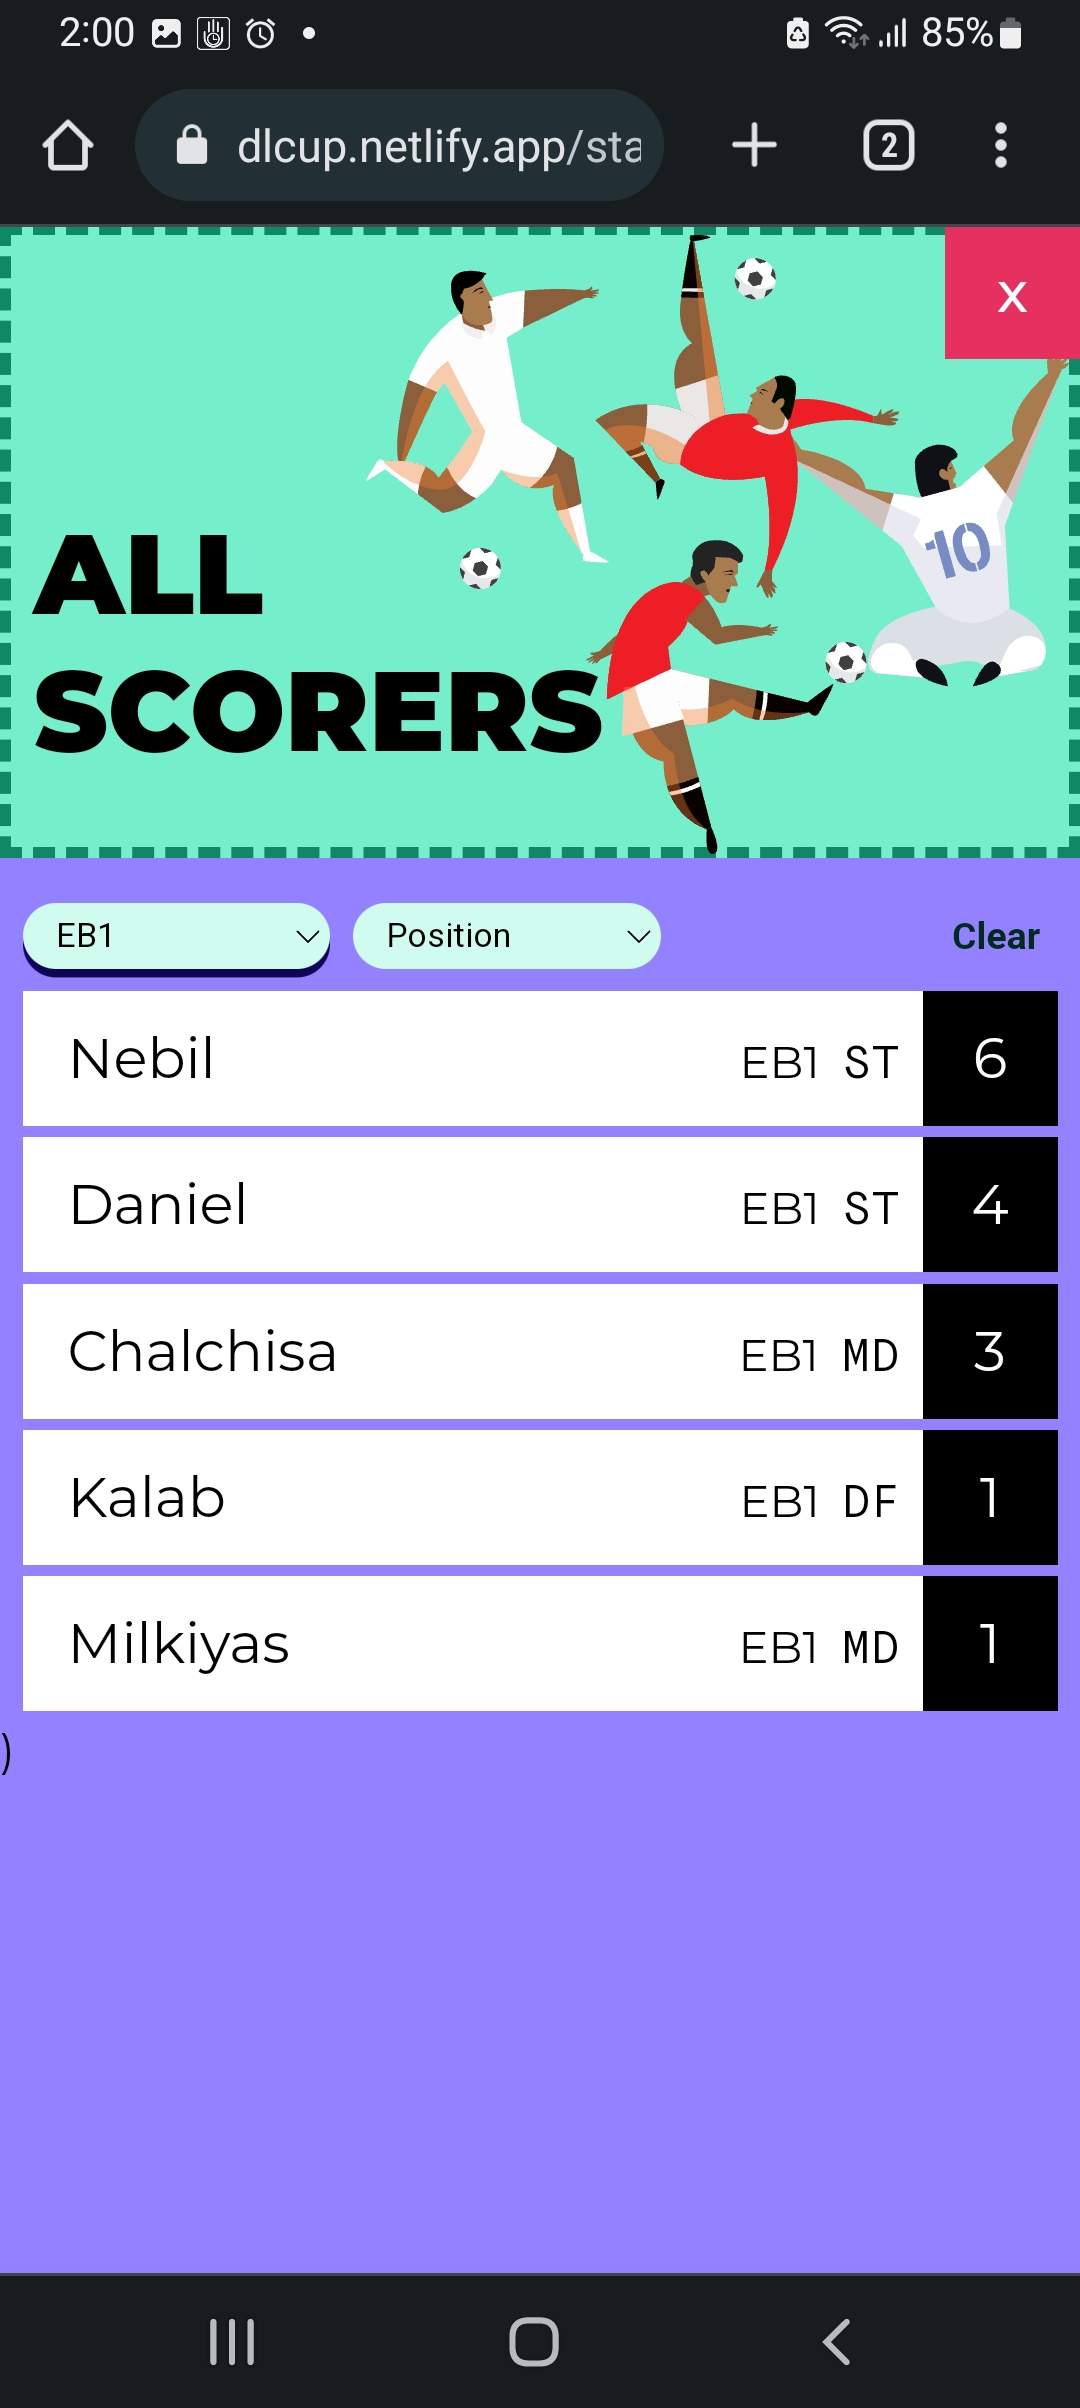 2:00 85%
dlcup.netlify.app/sta 2
X
10
ALL
SCORERS
EB1 Position Clear
Nebil EB1 ST 6
Daniel EB1 ST 4
Chalchisa EB1 MD 3
Kalab EB1 DF 1
Milkiyas EB1 MD 1
)